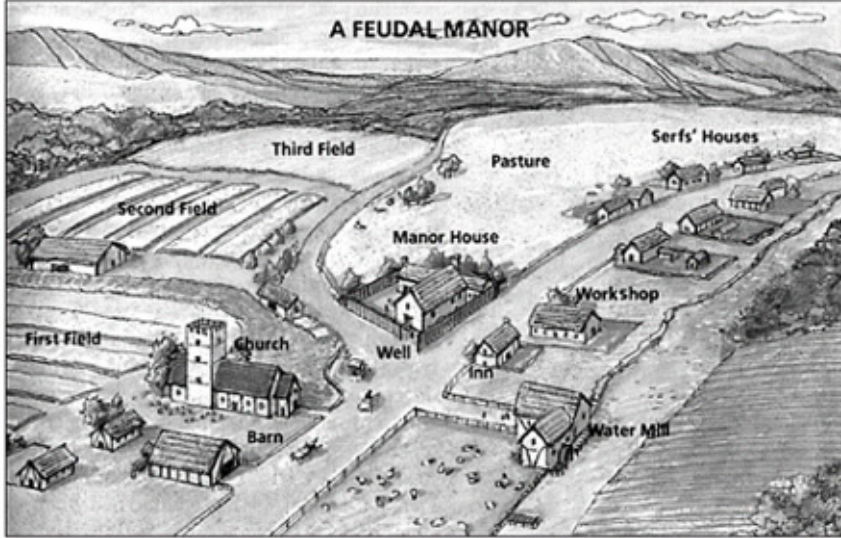 A FEUDAL MANOR
Serfs' Houses
Third Field
Pasture
Second Field
Manor House
Workshop
First Field
Church
Well
Inn
Barn
Water Mill